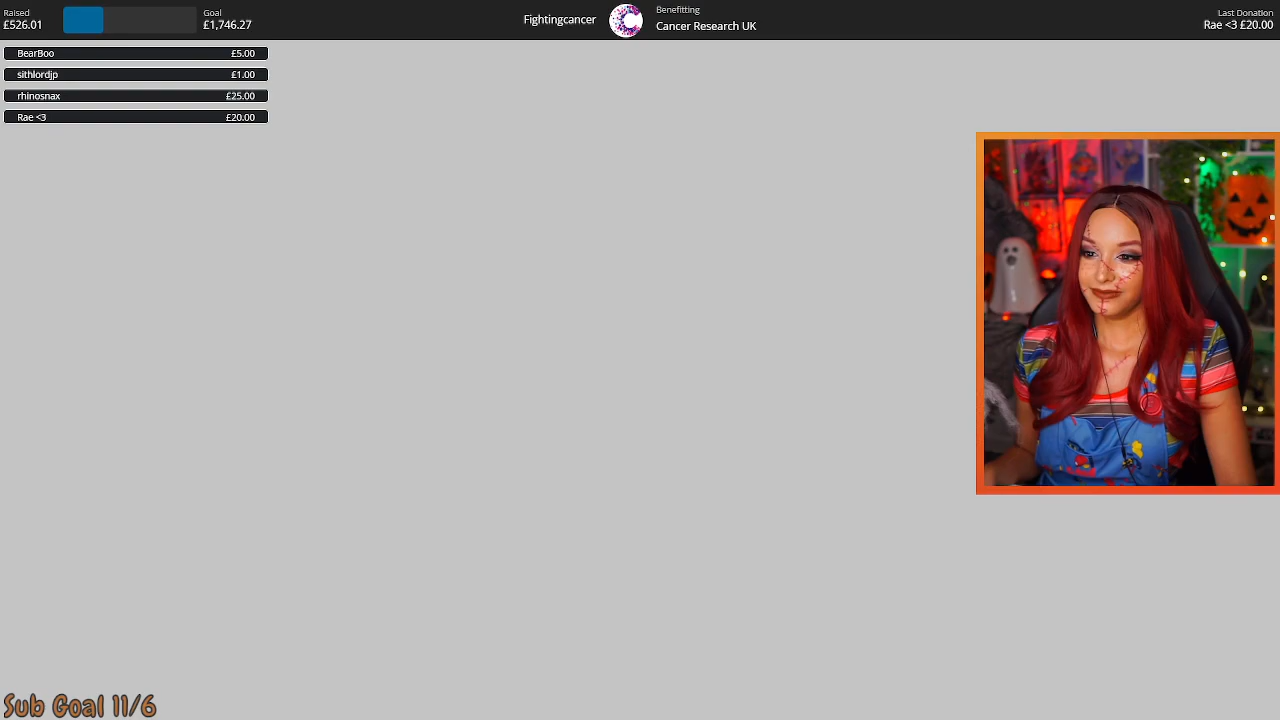 Raised
£526.01
Goal
£1,746.27
Fightingcancer
Benefitting
Cancer Research UK
Last Donation
Rae <3 £20.00
BearBoo £5.00
sithlordjp £1.00
rhinosnax £25.00
Rae <3 £20.00
Sub Goal 11/6